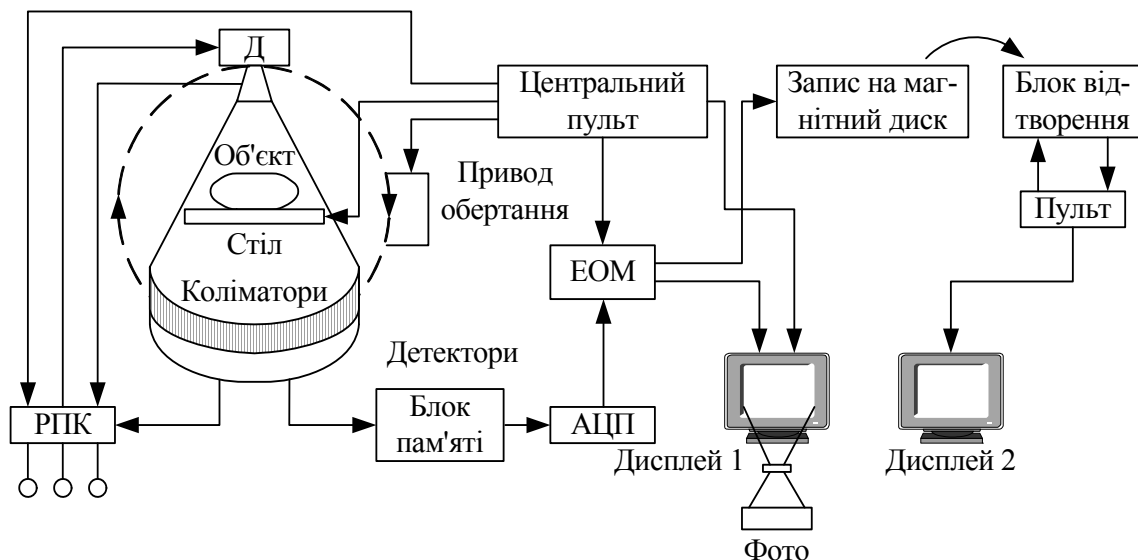 Д
Центральний
пульт
Запис на маг-
нітний диск
Блок від-
творення
Об'єкт
Привод
обертання
Пульт
Стіл
ЕОМ
Коліматори
Детектори
РПК
Блок
пам'яті
АЦП
Дисплей 1
Дисплей 2
Фото